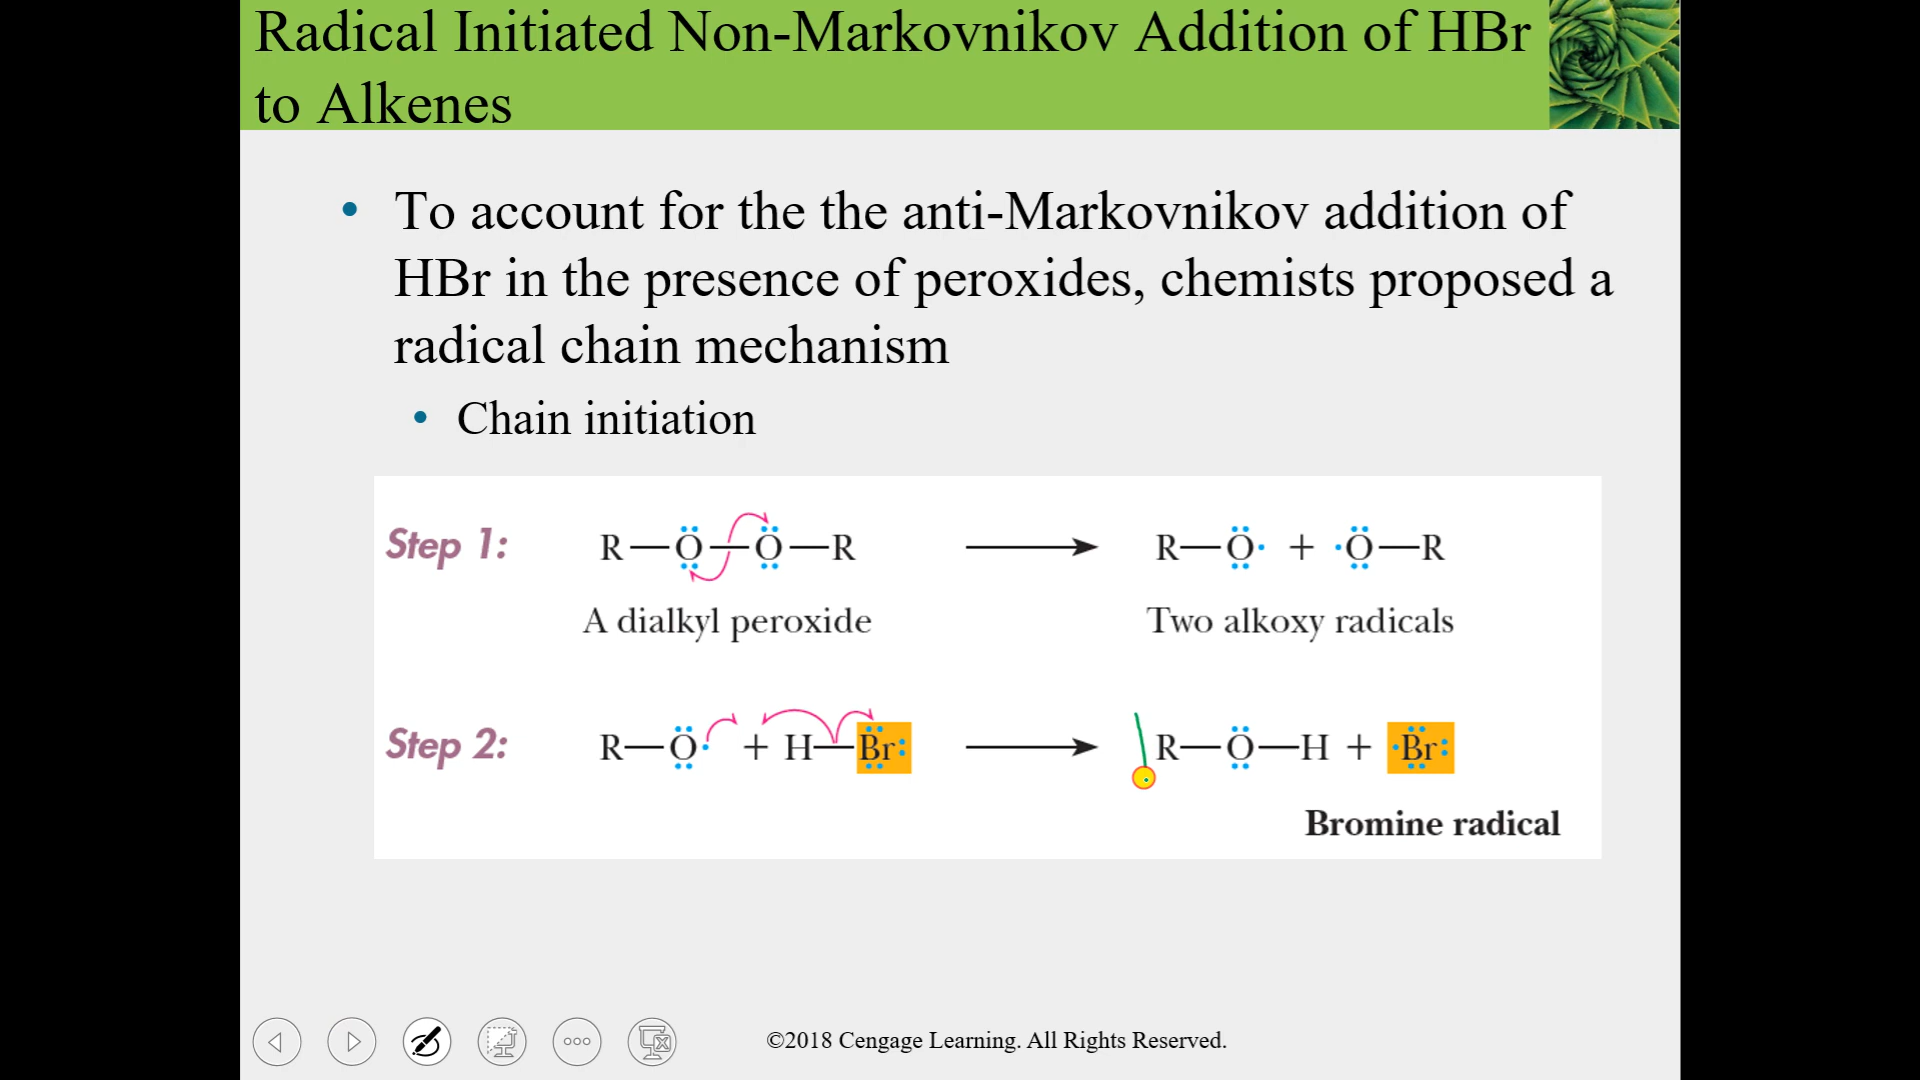 Radical Initiated Non-Markovnikov Addition of HBr
to Alkenes
• To account for the the anti-Markovnikov addition of
HBr in the presence of peroxides, chemists proposed a
radical chain mechanism
• Chain initiation
Step 1: R—Ö—Ö—R ⟶ R—Ö· + ·Ö—R
A dialkyl peroxide Two alkoxy radicals
Step 2: R—Ö· + H—Br: ⟶ R—Ö—H + ·Br:
Bromine radical
©2018 Cengage Learning. All Rights Reserved.